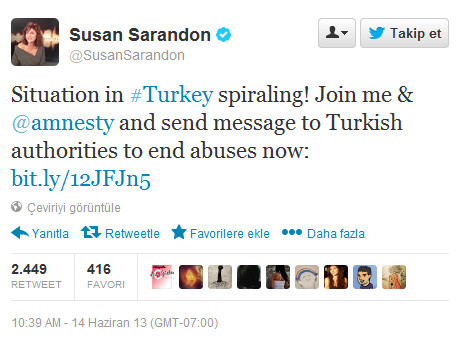 Susan Sarandon
@SusanSarandon
Takip et
Situation in #Turkey spiraling! Join me &
@amnesty and send message to Turkish
authorities to end abuses now:
bit.ly/12JFJn5
Çeviriyi görüntüle
Yanıtla Retweetle Favorilere ekle Daha fazla
2.449 416
RETWEET FAVORI
10:39 AM - 14 Haziran 13 (GMT-07:00)